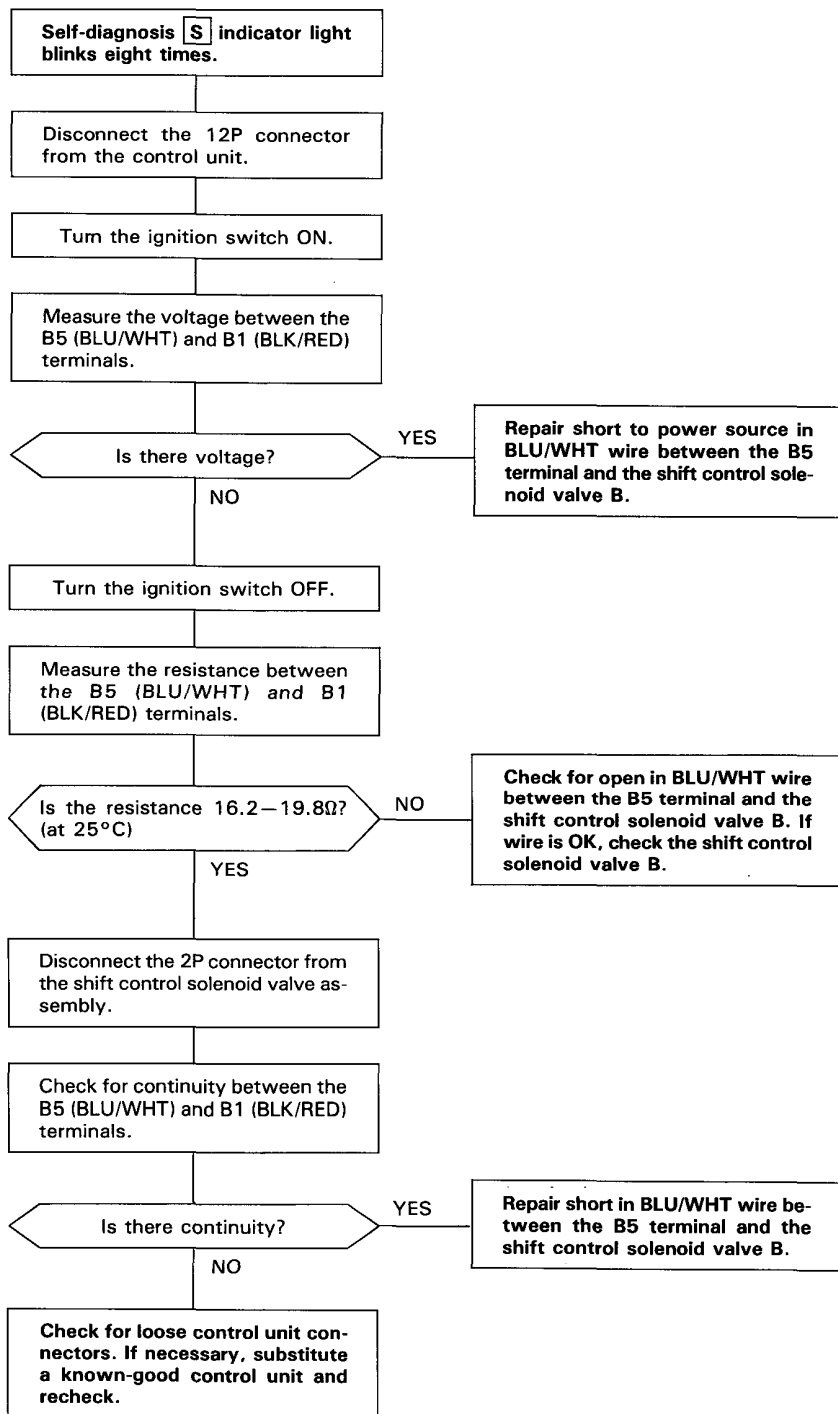 Self-diagnosis S indicator light
blinks eight times.
Disconnect the 12P connector
from the control unit.
Turn the ignition switch ON.
Measure the voltage between the
B5 (BLU/WHT) and B1 (BLK/RED)
terminals.
Is there voltage?
YES
Repair short to power source in
BLU/WHT wire between the B5
terminal and the shift control sole-
noid valve B.
NO
Turn the ignition switch OFF.
Measure the resistance between
the B5 (BLU/WHT) and B1
(BLK/RED) terminals.
Is the resistance 16.2—19.8Ω?
(at 25°C)
NO
Check for open in BLU/WHT wire
between the B5 terminal and the
shift control solenoid valve B. If
wire is OK, check the shift control
solenoid valve B.
YES
Disconnect the 2P connector from
the shift control solenoid valve as-
sembly.
Check for continuity between the
B5 (BLU/WHT) and B1 (BLK/RED)
terminals.
Is there continuity?
YES
Repair short in BLU/WHT wire be-
tween the B5 terminal and the
shift control solenoid valve B.
NO
Check for loose control unit con-
nectors. If necessary, substitute
a known-good control unit and
recheck.